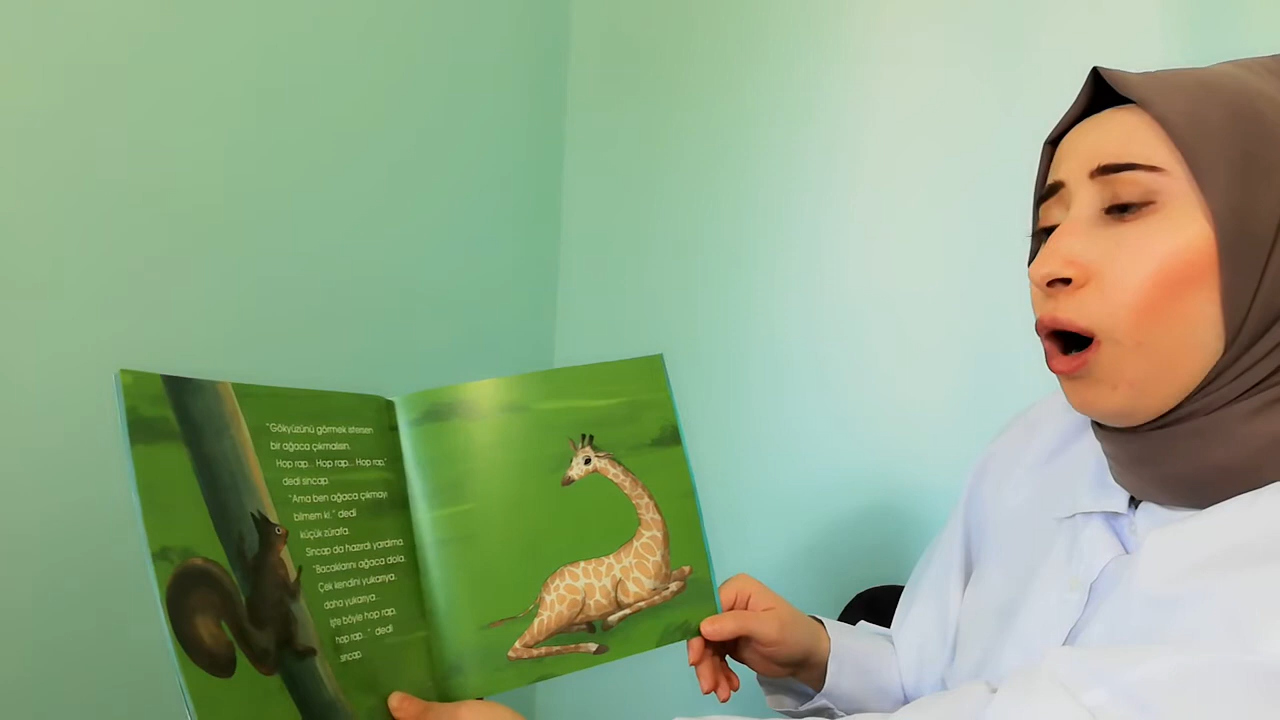 "Gökyüzünü görmek istersen
bir ağaca çıkmalısın.
Hop rap... Hop rap... Hop rap."
dedi sincap.
"Ama ben ağaca çıkmayı
bilmem ki." dedi
küçük zürafa.
Sincap da hazırdı yardıma.
"Bacaklarını ağaca dola.
Çek kendini yukarıya,
daha yukarıya...
İşte böyle hop rap,
hop rap..." dedi
sincap.